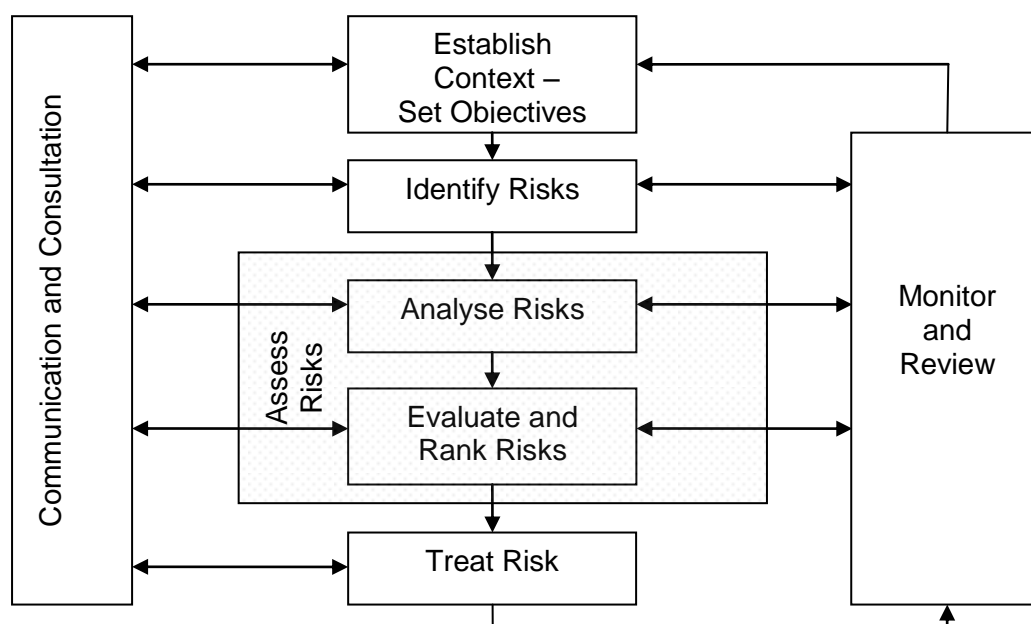 Communication and Consultation
Establish
Context –
Set Objectives
Identify Risks
Assess
Risks
Analyse Risks
Evaluate and
Rank Risks
Treat Risk
Monitor
and
Review